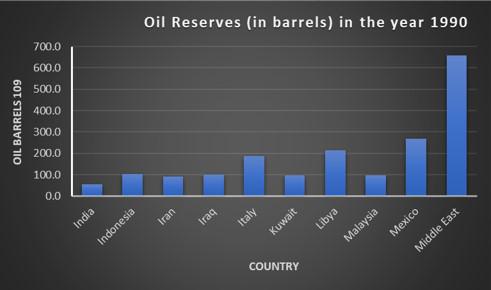 Oil Reserves (in barrels) in the year 1990
700.0
600.0
500.0
400.0
300.0
200.0
100.0
0.0
OIL BARRELS 109
India
Indonesia
Iran
Iraq
Italy
Kuwait
Libya
Malaysia
Mexico
Middle East
COUNTRY